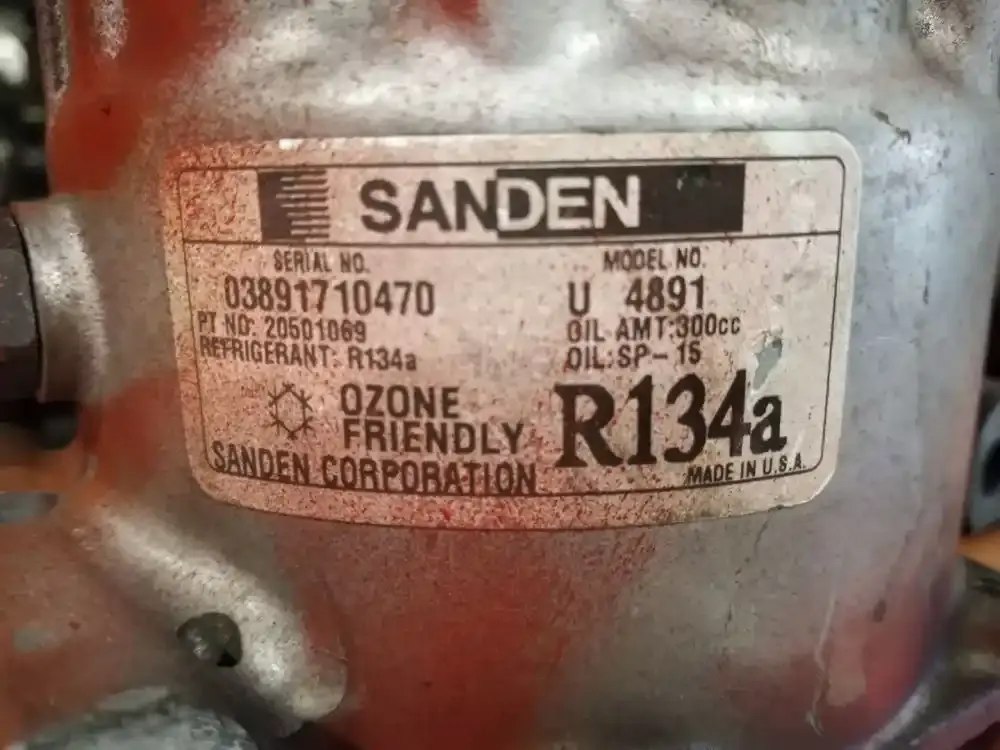 SANDEN
SERIAL NO. MODEL NO.
03891710470 U 4891
PT NO: 20501069 OIL AMT:300cc
REFRIGERANT: R134a OIL:SP-15
OZONE
FRIENDLY R134a
SANDEN CORPORATION MADE IN U.S.A.